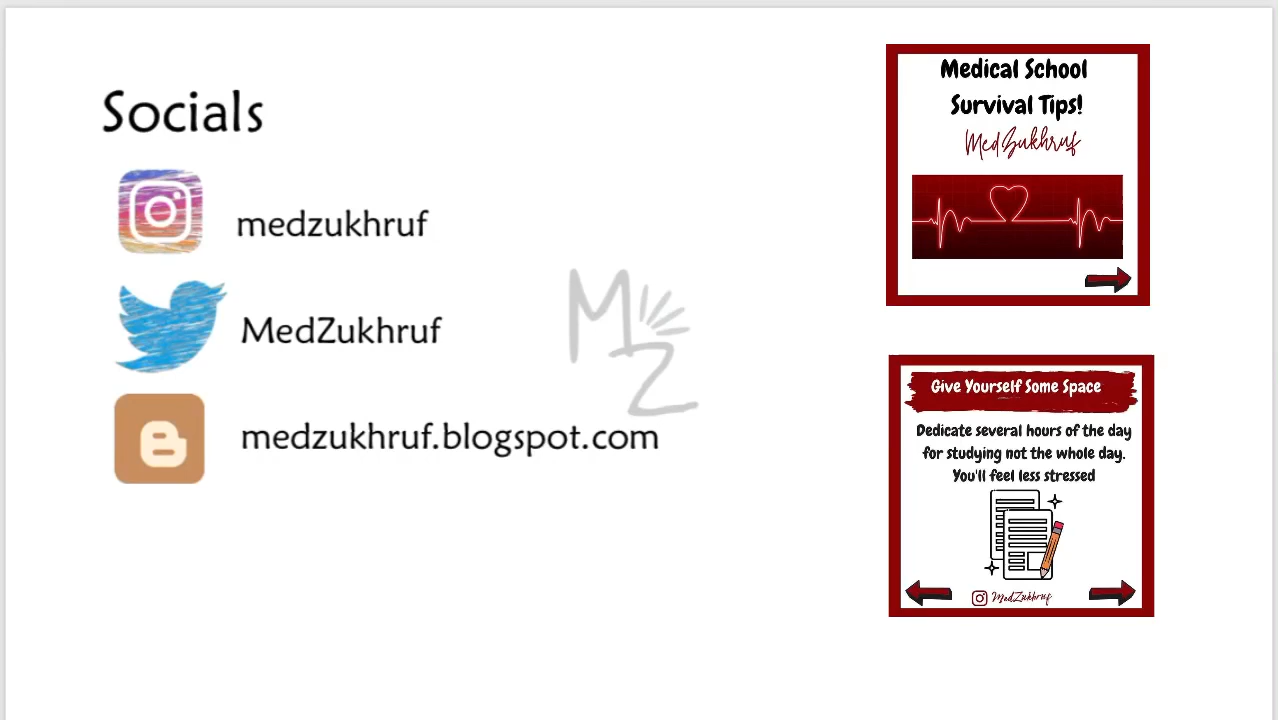 Socials
medzukhruf
MedZukhruf
medzukhruf.blogspot.com
MZ
Medical School
Survival Tips!
MedZukhruf
Give Yourself Some Space
Dedicate several hours of the day
for studying not the whole day.
You'll feel less stressed
MedZukhruf